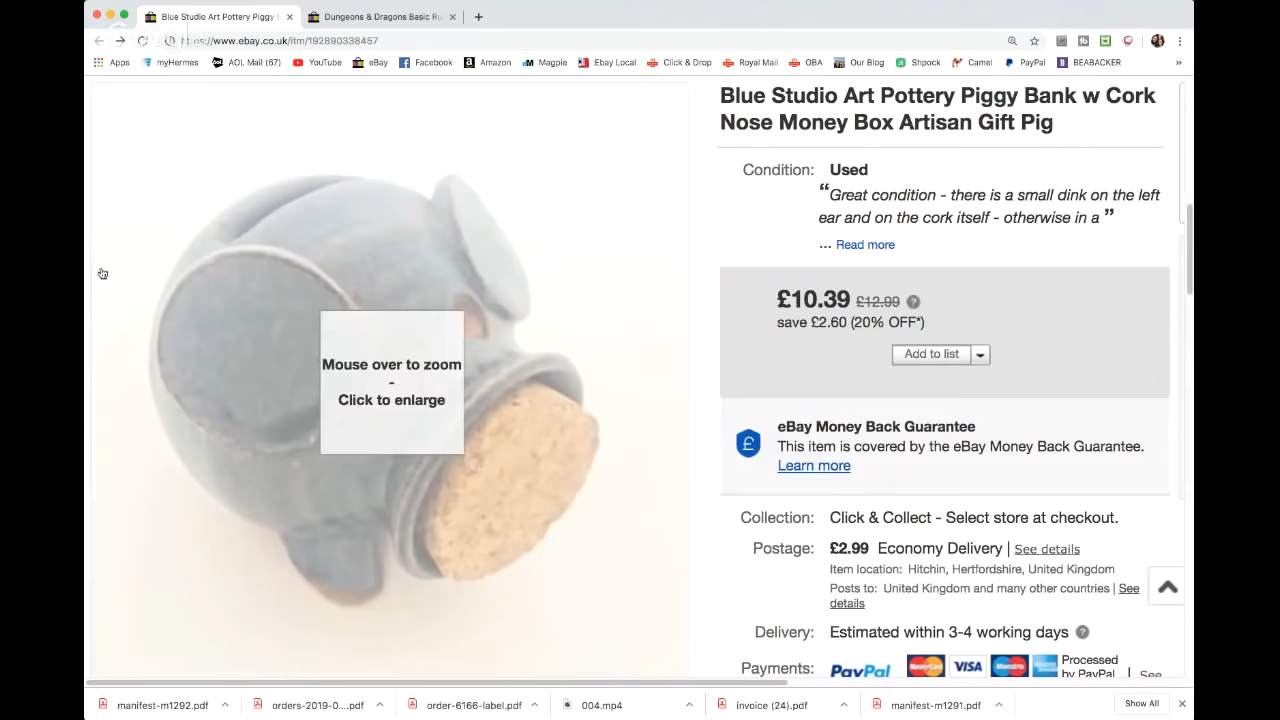 Blue Studio Art Pottery Piggy B
Dungeons & Dragons Basic Ru
https://www.ebay.co.uk/itm/192890338457
Apps myHermes AOL Mail (67) YouTube eBay Facebook Amazon Magpie Ebay Local Click & Drop Royal Mail OBA Our Blog Shpock Camel PayPal BEABACKER »
Blue Studio Art Pottery Piggy Bank w Cork
Nose Money Box Artisan Gift Pig
Condition: Used
“Great condition - there is a small dink on the left
ear and on the cork itself - otherwise in a ”
... Read more
£10.39 £12.99 ?
save £2.60 (20% OFF*)
Add to list
Mouse over to zoom
-
Click to enlarge
eBay Money Back Guarantee
£ This item is covered by the eBay Money Back Guarantee.
Learn more
Collection: Click & Collect - Select store at checkout.
Postage: £2.99 Economy Delivery | See details
Item location: Hitchin, Hertfordshire, United Kingdom
Posts to: United Kingdom and many other countries | See
details
Delivery: Estimated within 3-4 working days ?
Payments: PayPal MasterCard VISA Maestro Processed
by PayPal | See
manifest-m1292.pdf orders-2019-0....pdf order-6166-label.pdf 004.mp4 invoice (24).pdf manifest-m1291.pdf Show All